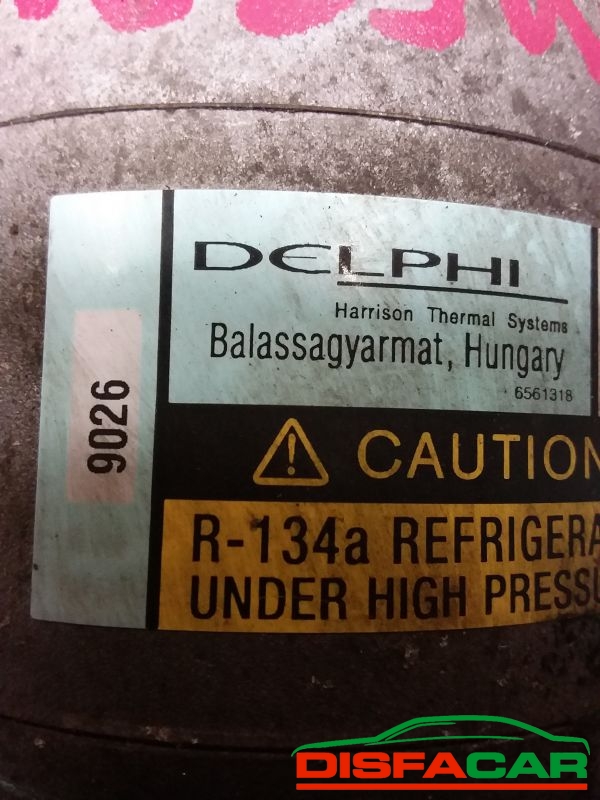 DELPHI
Harrison Thermal Systems
Balassagyarmat, Hungary
6561318
9026
CAUTION
R-134a REFRIGERA
UNDER HIGH PRESSU
DISFACAR